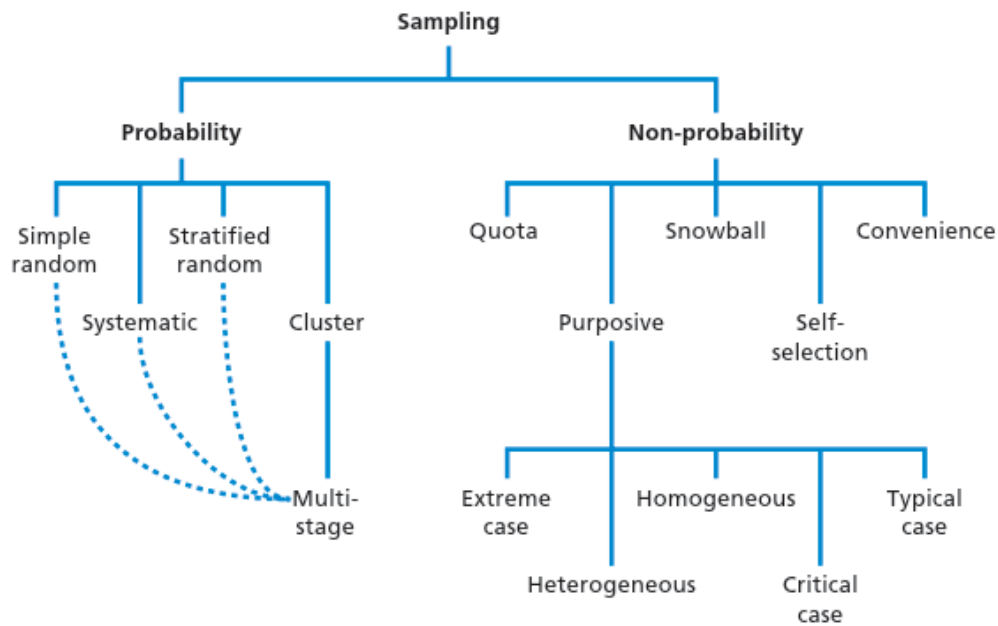 Sampling
Probability
Non-probability
Simple
random
Stratified
random
Systematic
Cluster
Multi-
stage
Quota
Snowball
Convenience
Purposive
Self-
selection
Extreme
case
Homogeneous
Typical
case
Heterogeneous
Critical
case